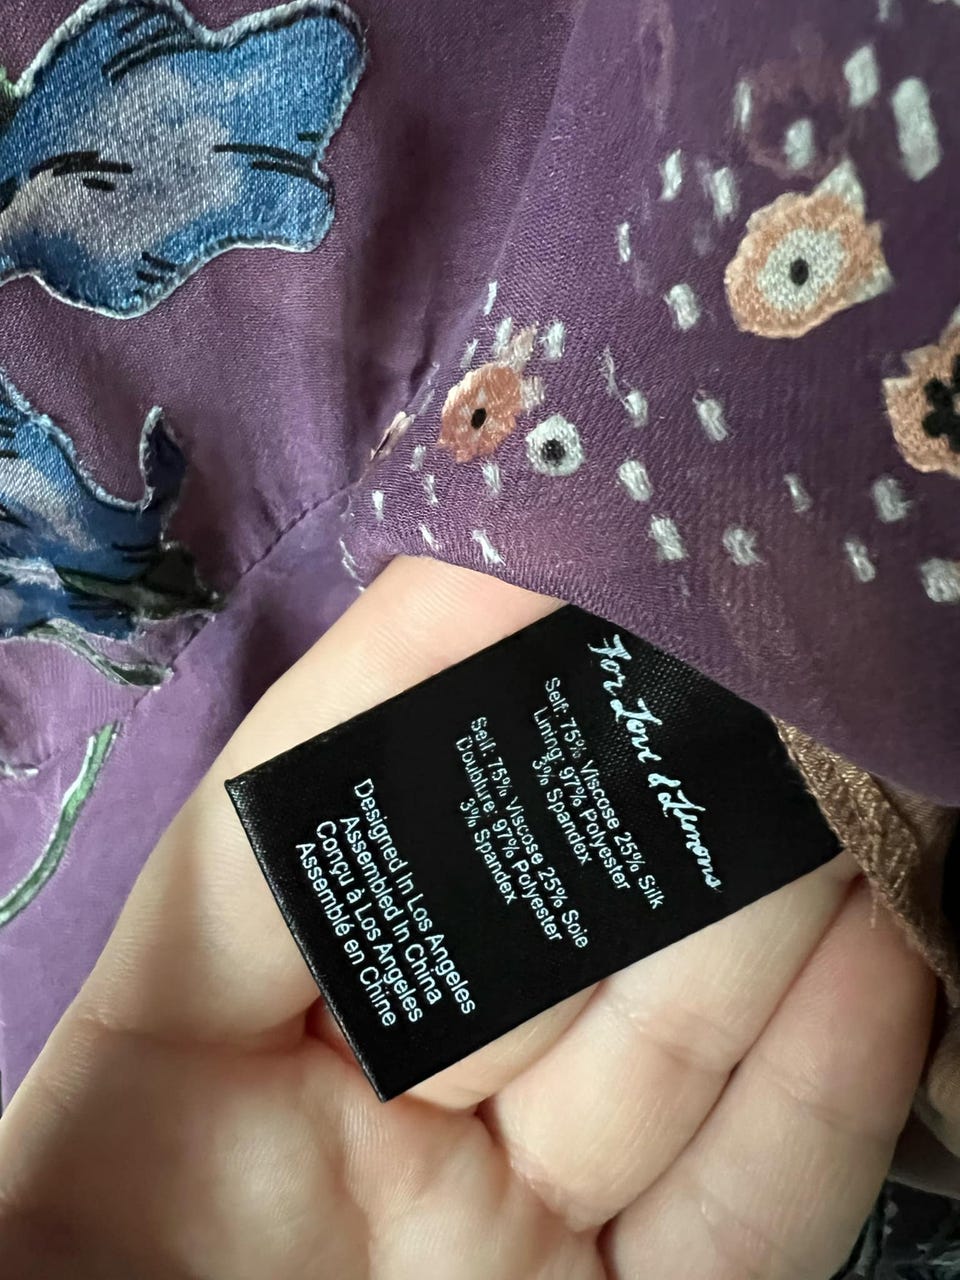 For Love & Lemons
Self: 75% Viscose 25% Silk
Lining: 97% Polyester
3% Spandex
Self: 75% Viscose 25% Soie
Doublure: 97% Polyester
3% Spandex
Designed In Los Angeles
Assembled In China
Conçu à Los Angeles
Assemblé en Chine